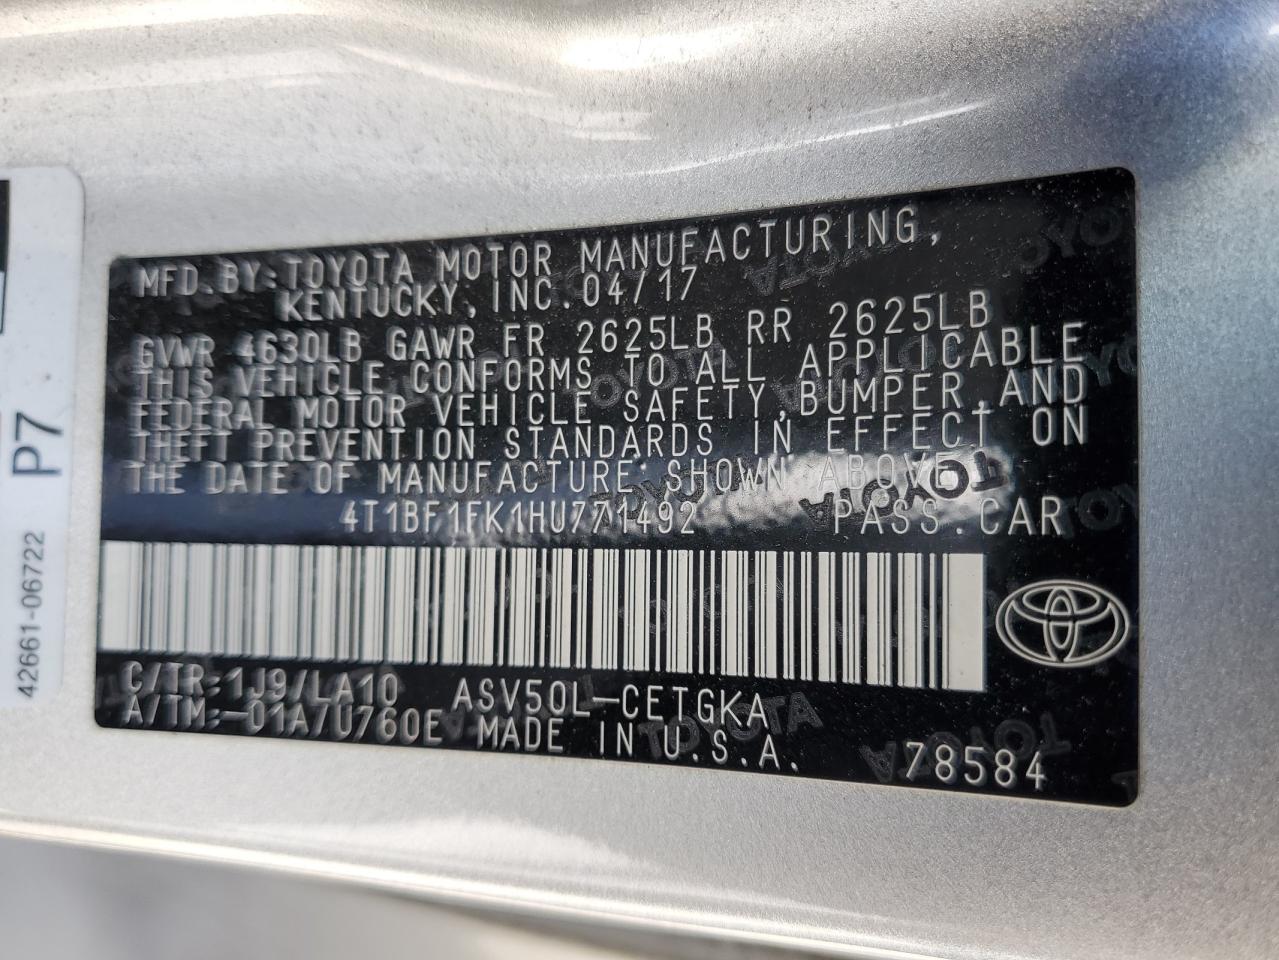 MFD.BY:TOYOTA MOTOR MANUFACTURING,
KENTUCKY, INC. 04/17
GVWR 4630LB GAWR FR 2625LB RR 2625LB
THIS VEHICLE CONFORMS TO ALL APPLICABLE
FEDERAL MOTOR VEHICLE SAFETY,BUMPER,AND
THEFT PREVENTION STANDARDS IN EFFECT ON
THE DATE OF MANUFACTURE SHOWN ABOVE.
4T1BF1FK1HU771492 PASS.CAR
C/TR:1J9/LA10 ASV50L-CETGKA
A/TM:-01A/U760E MADE IN U.S.A.
78584
P7
42661-06722